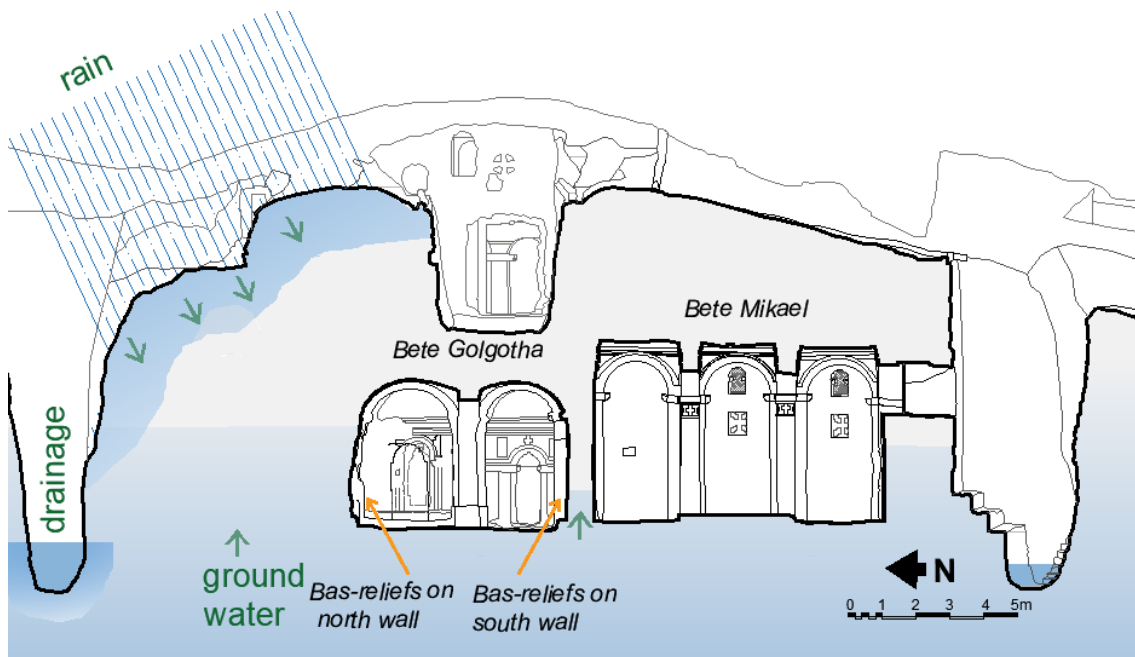 rain
Bete Mikael
Bete Golgotha
drainage
ground
water
Bas-reliefs on
north wall
Bas-reliefs on
south wall
N
0 1 2 3 4 5m